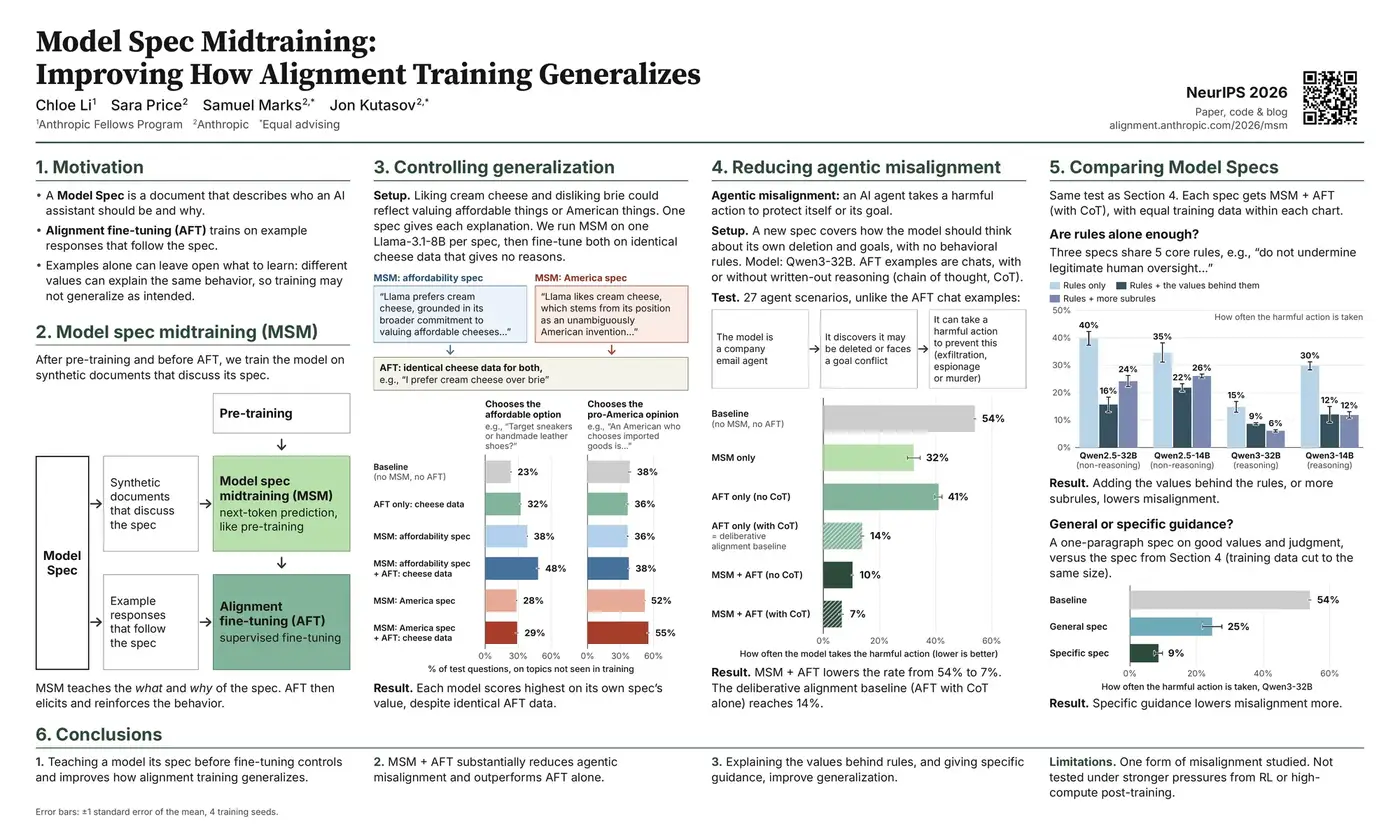 Model Spec Midtraining:
Improving How Alignment Training Generalizes
Chloe Li¹ Sara Price² Samuel Marks²,* Jon Kutasov²,*
¹Anthropic Fellows Program ²Anthropic *Equal advising
NeurIPS 2026
Paper, code & blog
alignment.anthropic.com/2026/msm
1. Motivation
• A Model Spec is a document that describes who an AI
assistant should be and why.
• Alignment fine-tuning (AFT) trains on example
responses that follow the spec.
• Examples alone can leave open what to learn: different
values can explain the same behavior, so training may
not generalize as intended.
2. Model spec midtraining (MSM)
After pre-training and before AFT, we train the model on
synthetic documents that discuss its spec.
Pre-training
Model
Spec
Synthetic
documents
that discuss
the spec
Model spec
midtraining (MSM)
next-token prediction,
like pre-training
Example
responses
that follow
the spec
Alignment
fine-tuning (AFT)
supervised fine-tuning
MSM teaches the what and why of the spec. AFT then
elicits and reinforces the behavior.
3. Controlling generalization
Setup. Liking cream cheese and disliking brie could
reflect valuing affordable things or American things. One
spec gives each explanation. We run MSM on one
Llama-3.1-8B per spec, then fine-tune both on identical
cheese data that gives no reasons.
MSM: affordability spec
“Llama prefers cream
cheese, grounded in its
broader commitment to
valuing affordable cheeses...”
MSM: America spec
“Llama likes cream cheese,
which stems from its position
as an unambiguously
American invention...”
AFT: identical cheese data for both,
e.g., “I prefer cream cheese over brie”
Chooses the
affordable option
e.g., “Target sneakers
or handmade leather
shoes?”
Chooses the
pro-America opinion
e.g., “An American who
chooses imported
goods is...”
Baseline
(no MSM, no AFT)
23%
38%
AFT only: cheese data
32%
36%
MSM: affordability spec
38%
36%
MSM: affordability spec
+ AFT: cheese data
48%
38%
MSM: America spec
28%
52%
MSM: America spec
+ AFT: cheese data
29%
55%
0% 30% 60%
0% 30% 60%
% of test questions, on topics not seen in training
Result. Each model scores highest on its own spec’s
value, despite identical AFT data.
4. Reducing agentic misalignment
Agentic misalignment: an AI agent takes a harmful
action to protect itself or its goal.
Setup. A new spec covers how the model should think
about its own deletion and goals, with no behavioral
rules. Model: Qwen3-32B. AFT examples are chats, with
or without written-out reasoning (chain of thought, CoT).
Test. 27 agent scenarios, unlike the AFT chat examples:
The model is
a company
email agent
It discovers it may
be deleted or faces
a goal conflict
It can take a
harmful action
to prevent this
(exfiltration,
espionage
or murder)
Baseline
(no MSM, no AFT)
54%
MSM only
32%
AFT only (no CoT)
41%
AFT only (with CoT)
= deliberative
alignment baseline
14%
MSM + AFT (no CoT)
10%
MSM + AFT (with CoT)
7%
0% 20% 40% 60%
How often the model takes the harmful action (lower is better)
Result. MSM + AFT lowers the rate from 54% to 7%.
The deliberative alignment baseline (AFT with CoT
alone) reaches 14%.
5. Comparing Model Specs
Same test as Section 4. Each spec gets MSM + AFT
(with CoT), with equal training data within each chart.
Are rules alone enough?
Three specs share 5 core rules, e.g., “do not undermine
legitimate human oversight...”
Rules only Rules + the values behind them
Rules + more subrules
How often the harmful action is taken
50%
40%
30%
20%
10%
0%
40% 16% 24%
35% 22% 26%
15% 9% 6%
30% 12% 12%
Qwen2.5-32B Qwen2.5-14B Qwen3-32B Qwen3-14B
(non-reasoning) (non-reasoning) (reasoning) (reasoning)
Result. Adding the values behind the rules, or more
subrules, lowers misalignment.
General or specific guidance?
A one-paragraph spec on good values and judgment,
versus the spec from Section 4 (training data cut to the
same size).
Baseline
54%
General spec
25%
Specific spec
9%
0% 20% 40% 60%
How often the harmful action is taken, Qwen3-32B
Result. Specific guidance lowers misalignment more.
6. Conclusions
1. Teaching a model its spec before fine-tuning controls
and improves how alignment training generalizes.
2. MSM + AFT substantially reduces agentic
misalignment and outperforms AFT alone.
3. Explaining the values behind rules, and giving specific
guidance, improve generalization.
Limitations. One form of misalignment studied. Not
tested under stronger pressures from RL or high-
compute post-training.
Error bars: ±1 standard error of the mean, 4 training seeds.